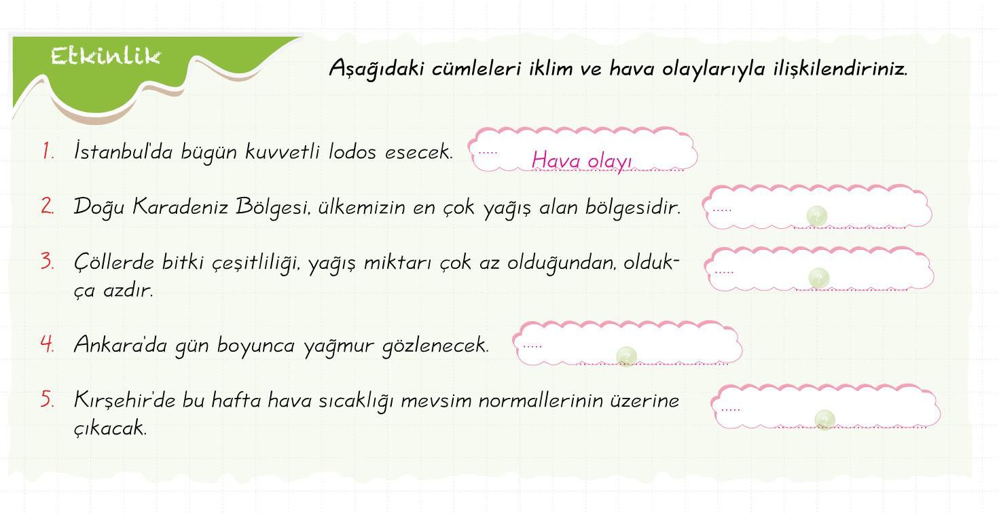 Etkinlik
Aşağıdaki cümleleri iklim ve hava olaylarıyla ilişkilendiriniz.
1. İstanbul'da bügün kuvvetli lodos esecek. ..... Hava olayı
2. Doğu Karadeniz Bölgesi, ülkemizin en çok yağış alan bölgesidir. ..... ?
3. Çöllerde bitki çeşitliliği, yağış miktarı çok az olduğundan, olduk- ..... ?
ça azdır.
4. Ankara'da gün boyunca yağmur gözlenecek. ..... ?
5. Kırşehir'de bu hafta hava sıcaklığı mevsim normallerinin üzerine ..... ?
çıkacak.